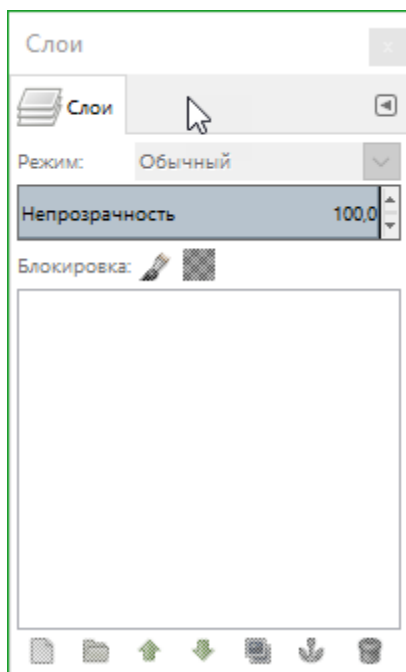 Слои
Слои
Режим: Обычный
Непрозрачность 100,0
Блокировка: